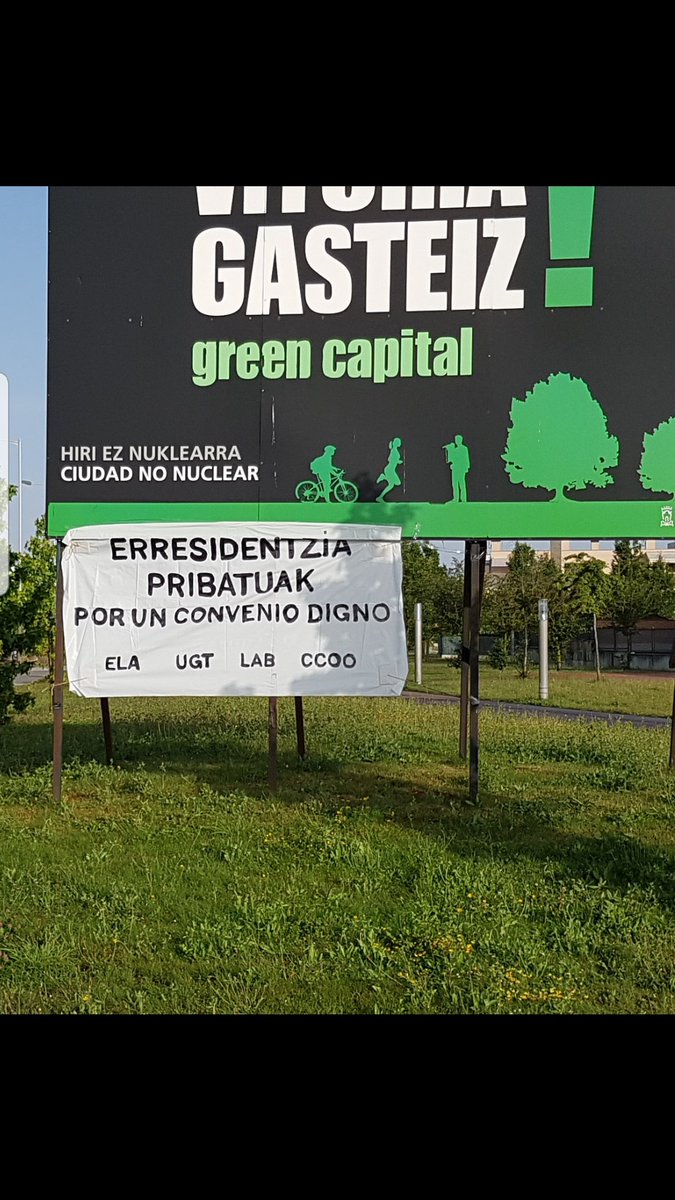 VITORIA
GASTEIZ!
green capital
HIRI EZ NUKLEARRA
CIUDAD NO NUCLEAR
ERRESIDENTZIA
PRIBATUAK
POR UN CONVENIO DIGNO
ELA UGT LAB CCOO